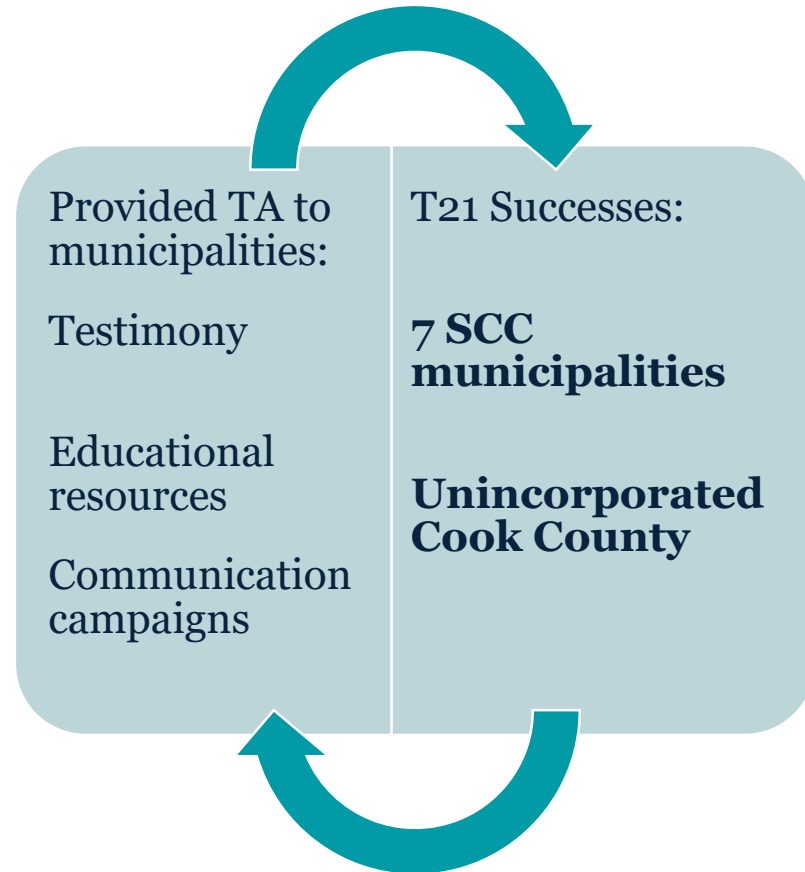 Provided TA to
municipalities:
Testimony
Educational
resources
Communication
campaigns
T21 Successes:
7 SCC
municipalities
Unincorporated
Cook County